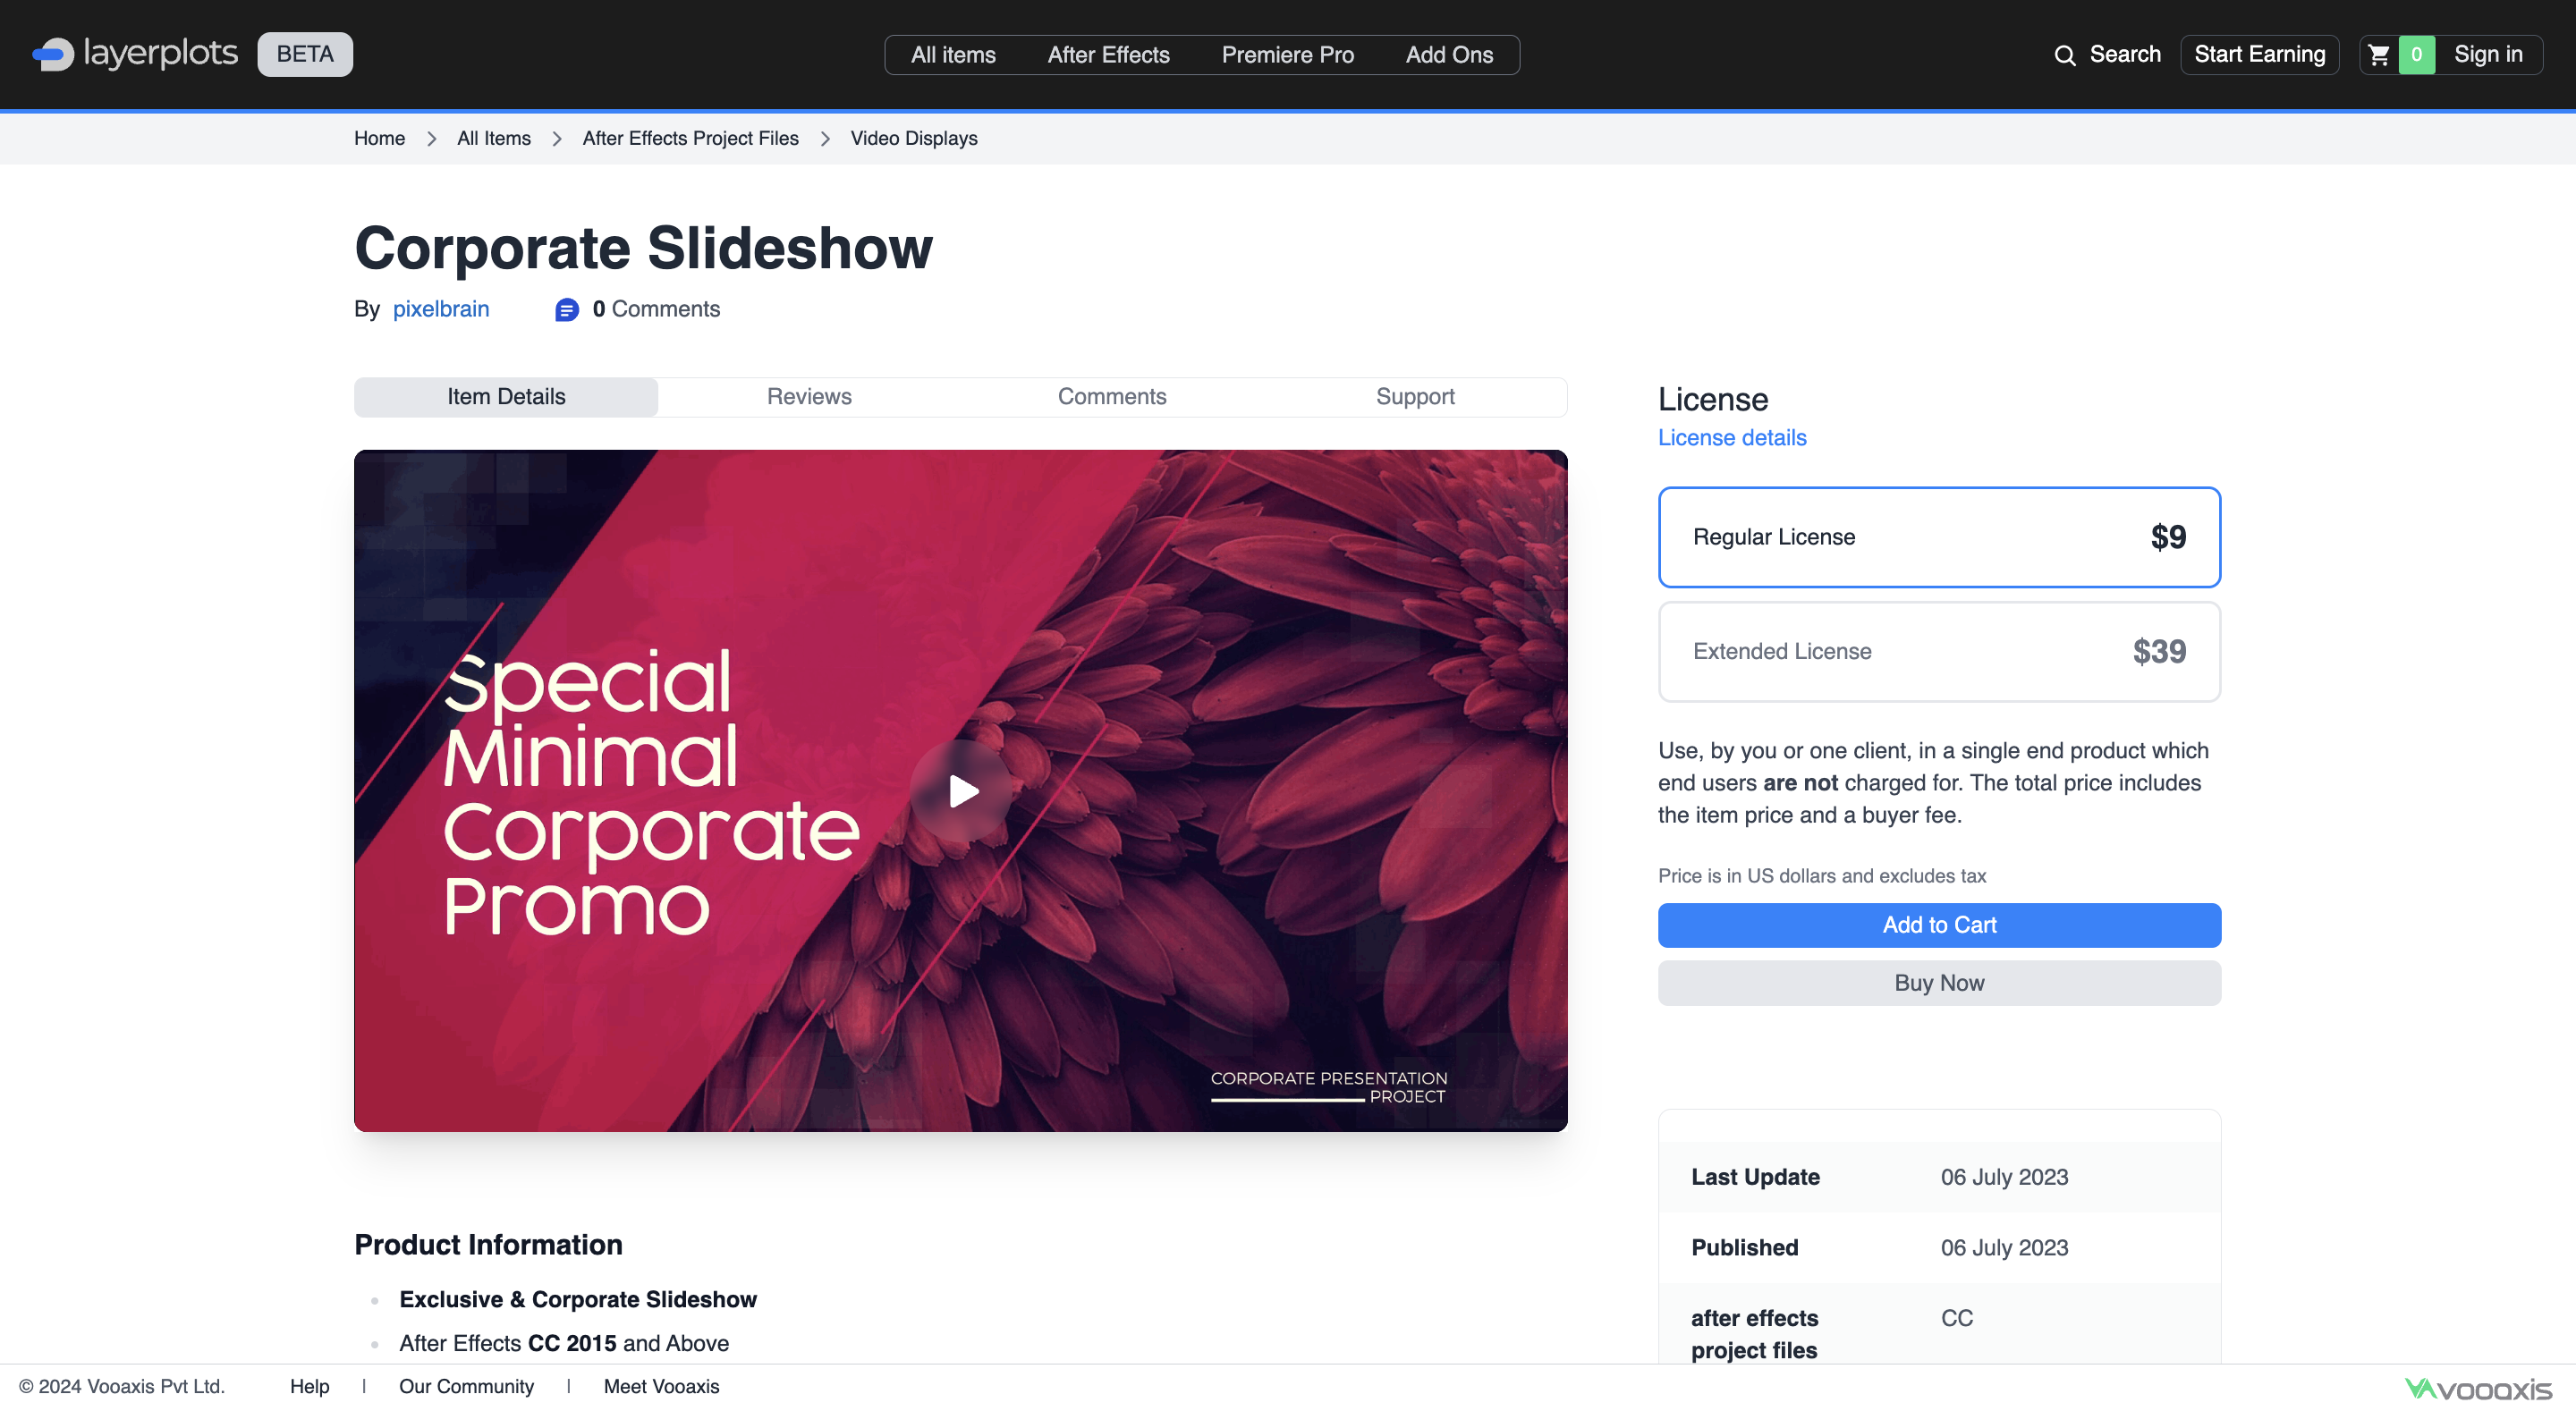 layerplots BETA All items After Effects Premiere Pro Add Ons Search Start Earning 0 Sign in
Home All Items After Effects Project Files Video Displays
Corporate Slideshow
By pixelbrain 0 Comments
Item Details Reviews Comments Support
Special
Minimal
Corporate
Promo
CORPORATE PRESENTATION
PROJECT
License
License details
Regular License $9
Extended License $39
Use, by you or one client, in a single end product which
end users are not charged for. The total price includes
the item price and a buyer fee.
Price is in US dollars and excludes tax
Add to Cart
Buy Now
Last Update 06 July 2023
Published 06 July 2023
after effects CC
project files
Product Information
Exclusive & Corporate Slideshow
After Effects CC 2015 and Above
© 2024 Vooaxis Pvt Ltd. Help | Our Community | Meet Vooaxis voooxis